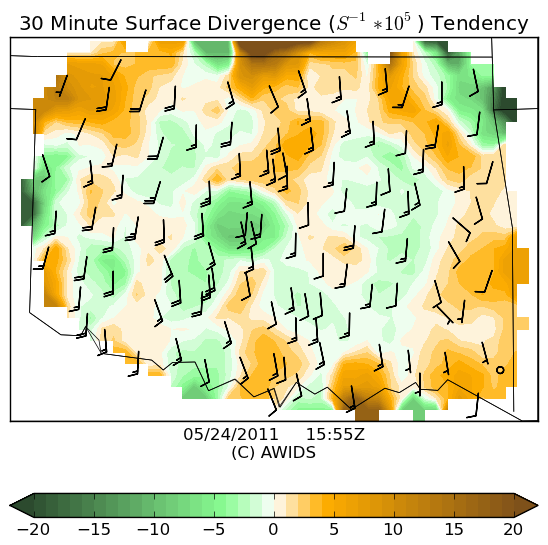 30 Minute Surface Divergence (S⁻¹ *10⁵ ) Tendency
05/24/2011 15:55Z
(C) AWIDS
−20 −15 −10 −5 0 5 10 15 20